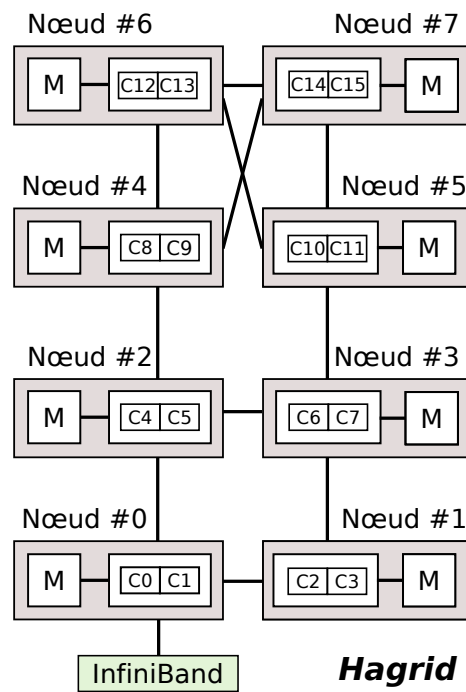 Nœud #6 Nœud #7
M C12 C13 C14 C15 M
Nœud #4 Nœud #5
M C8 C9 C10 C11 M
Nœud #2 Nœud #3
M C4 C5 C6 C7 M
Nœud #0 Nœud #1
M C0 C1 C2 C3 M
InfiniBand Hagrid